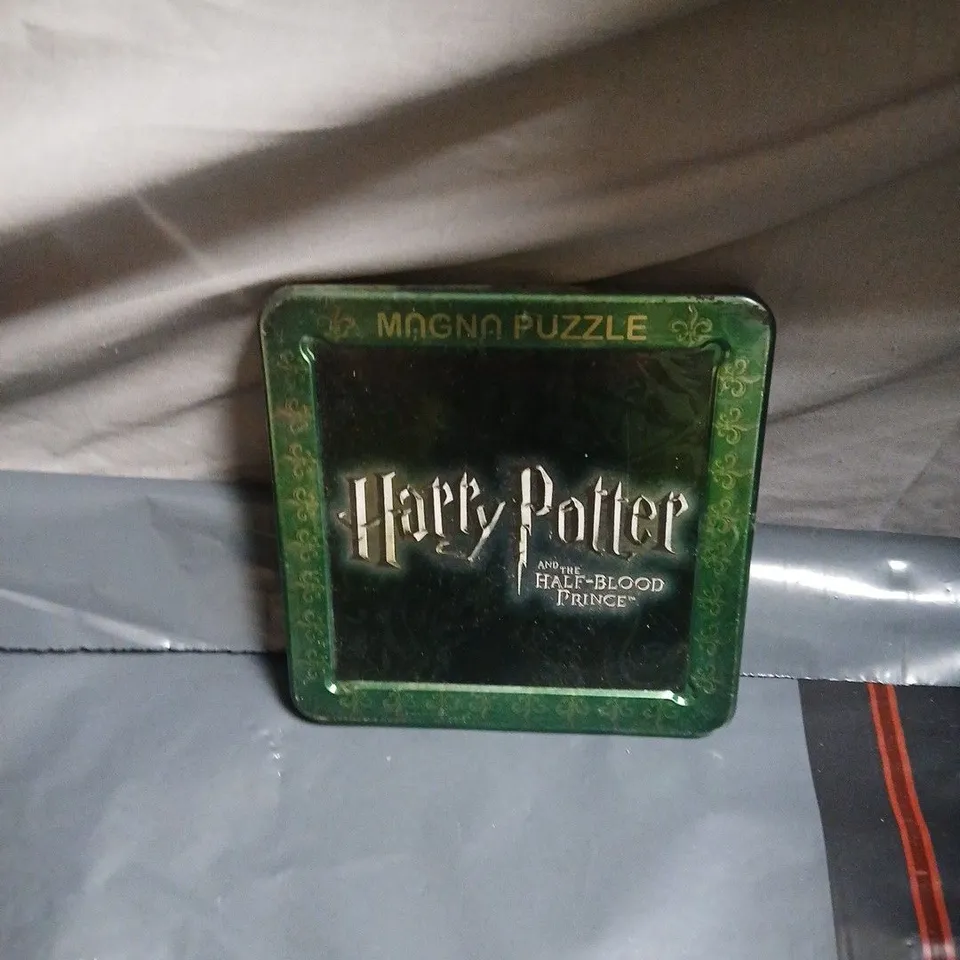 MAGNA PUZZLE
Harry Potter
AND THE
HALF-BLOOD
PRINCE™